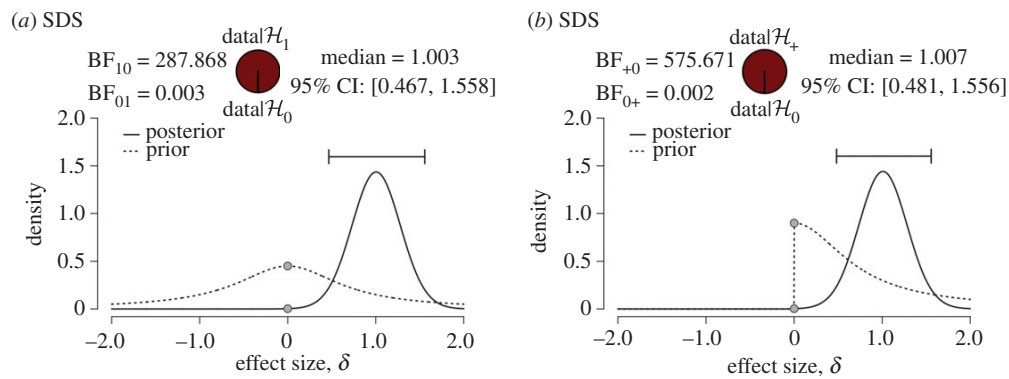 (a) SDS
data|ℋ₁
BF₁₀ = 287.868
median = 1.003
BF₀₁ = 0.003
95% CI: [0.467, 1.558]
data|ℋ₀
2.0
posterior
prior
1.5
1.0
0.5
0
density
–2.0 –1.0 0 1.0 2.0
effect size, δ
(b) SDS
data|ℋ₊
BF₊₀ = 575.671
median = 1.007
BF₀₊ = 0.002
95% CI: [0.481, 1.556]
data|ℋ₀
2.0
posterior
prior
1.5
1.0
0.5
0
density
–2.0 –1.0 0 1.0 2.0
effect size, δ